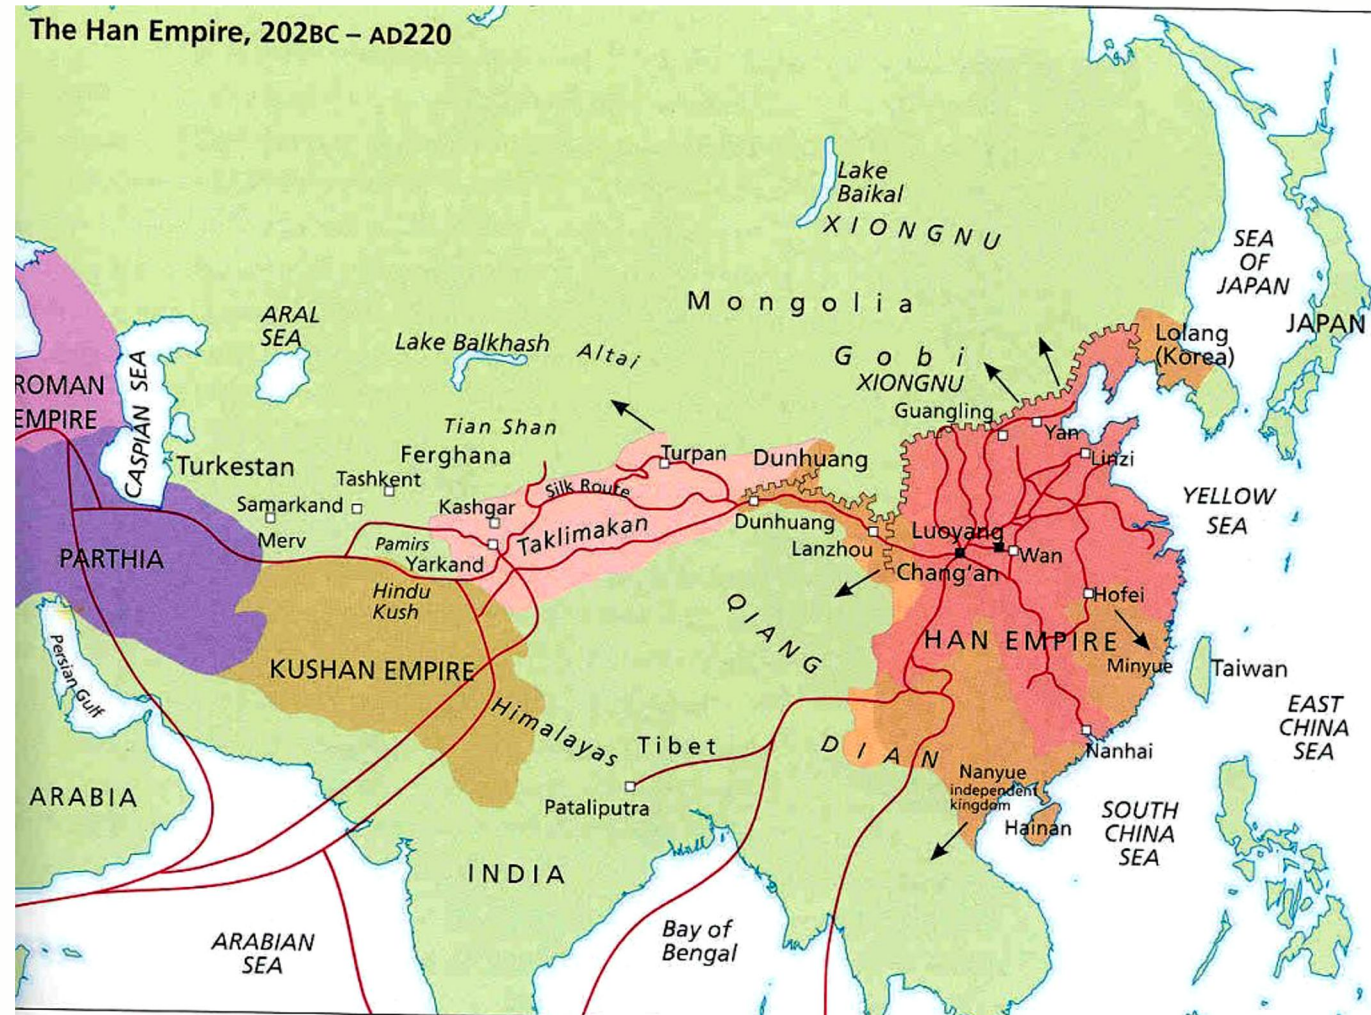 The Han Empire, 202BC – AD220
Lake
Baikal
XIONGNU
SEA
OF
JAPAN
Mongolia
ARAL
SEA
JAPAN
Lolang
(Korea)
Lake Balkhash
Altai
Gobi
XIONGNU
CASPIAN SEA
ROMAN
EMPIRE
Guangling
Tian Shan
Yan
Ferghana
Turpan
Dunhuang
Linzi
Turkestan
Tashkent
Silk Route
YELLOW
SEA
Samarkand
Kashgar
Dunhuang
Taklimakan
Luoyang
Merv
Pamirs
Lanzhou
Wan
PARTHIA
Yarkand
Chang'an
Hindu
Kush
Hofei
QIANG
HAN EMPIRE
Persian Gulf
KUSHAN EMPIRE
Minyue
Taiwan
Himalayas
EAST
CHINA
SEA
Tibet
DIAN
Nanhai
Nanyue
independent
kingdom
ARABIA
Pataliputra
Hainan
SOUTH
CHINA
SEA
INDIA
ARABIAN
SEA
Bay of
Bengal